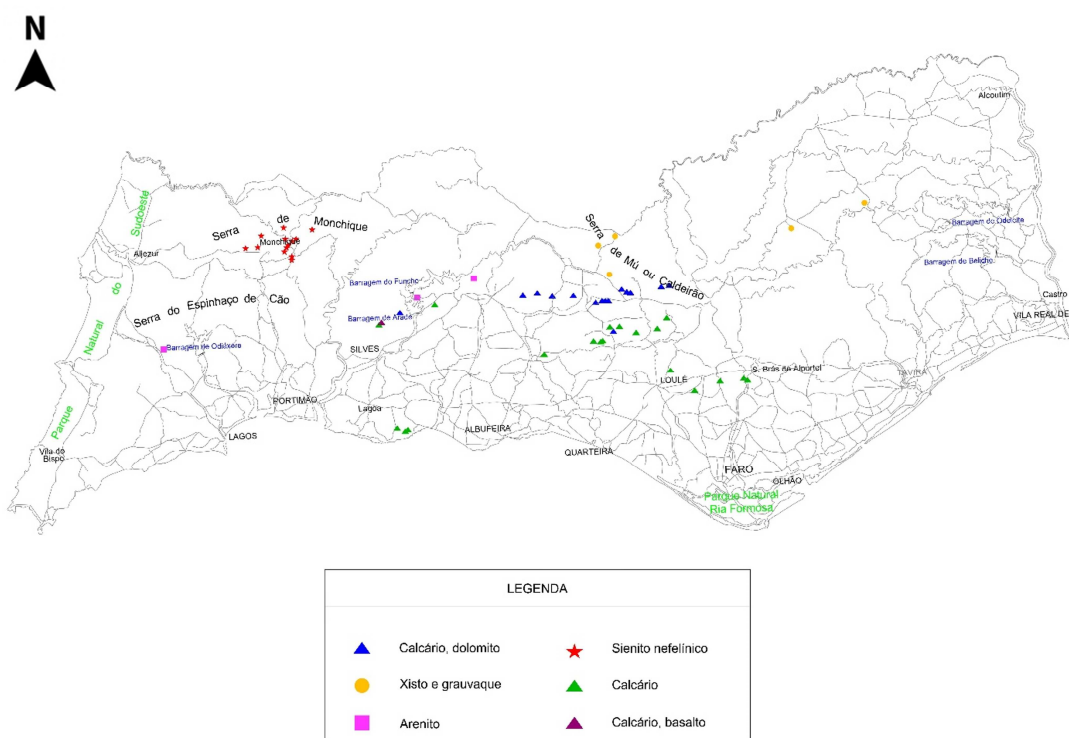 N
Alcoutim
Sudoeste
Serra de Monchique
Monchique
Serra de Mú ou Caldeirão
Barragem de Odeleite
Aljezur
Barragem de Beliche
do
Barragem do Funcho
Serra do Espinhaço de Cão
Castro
VILA REAL DE
Barragem de Arade
Natural
Barragem de Odiáxere
SILVES
S. Brás de Alportel
LOULÉ
TAVIRA
PORTIMÃO
Lagoa
Parque
ALBUFEIRA
LAGOS
Vila do
Bispo
QUARTEIRA
FARO
OLHÃO
Parque Natural
Ria Formosa
LEGENDA
Calcário, dolomito
Sienito nefelínico
Xisto e grauvaque
Calcário
Arenito
Calcário, basalto